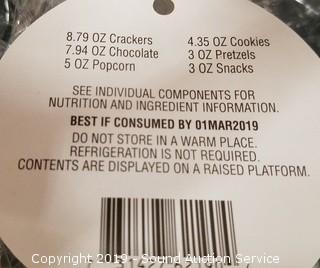 8.79 OZ Crackers
7.94 OZ Chocolate
5 OZ Popcorn
4.35 OZ Cookies
3 OZ Pretzels
3 OZ Snacks
SEE INDIVIDUAL COMPONENTS FOR
NUTRITION AND INGREDIENT INFORMATION.
BEST IF CONSUMED BY 01MAR2019
DO NOT STORE IN A WARM PLACE.
REFRIGERATION IS NOT REQUIRED.
CONTENTS ARE DISPLAYED ON A RAISED PLATFORM.
Copyright 2019 - Sound Auction Service